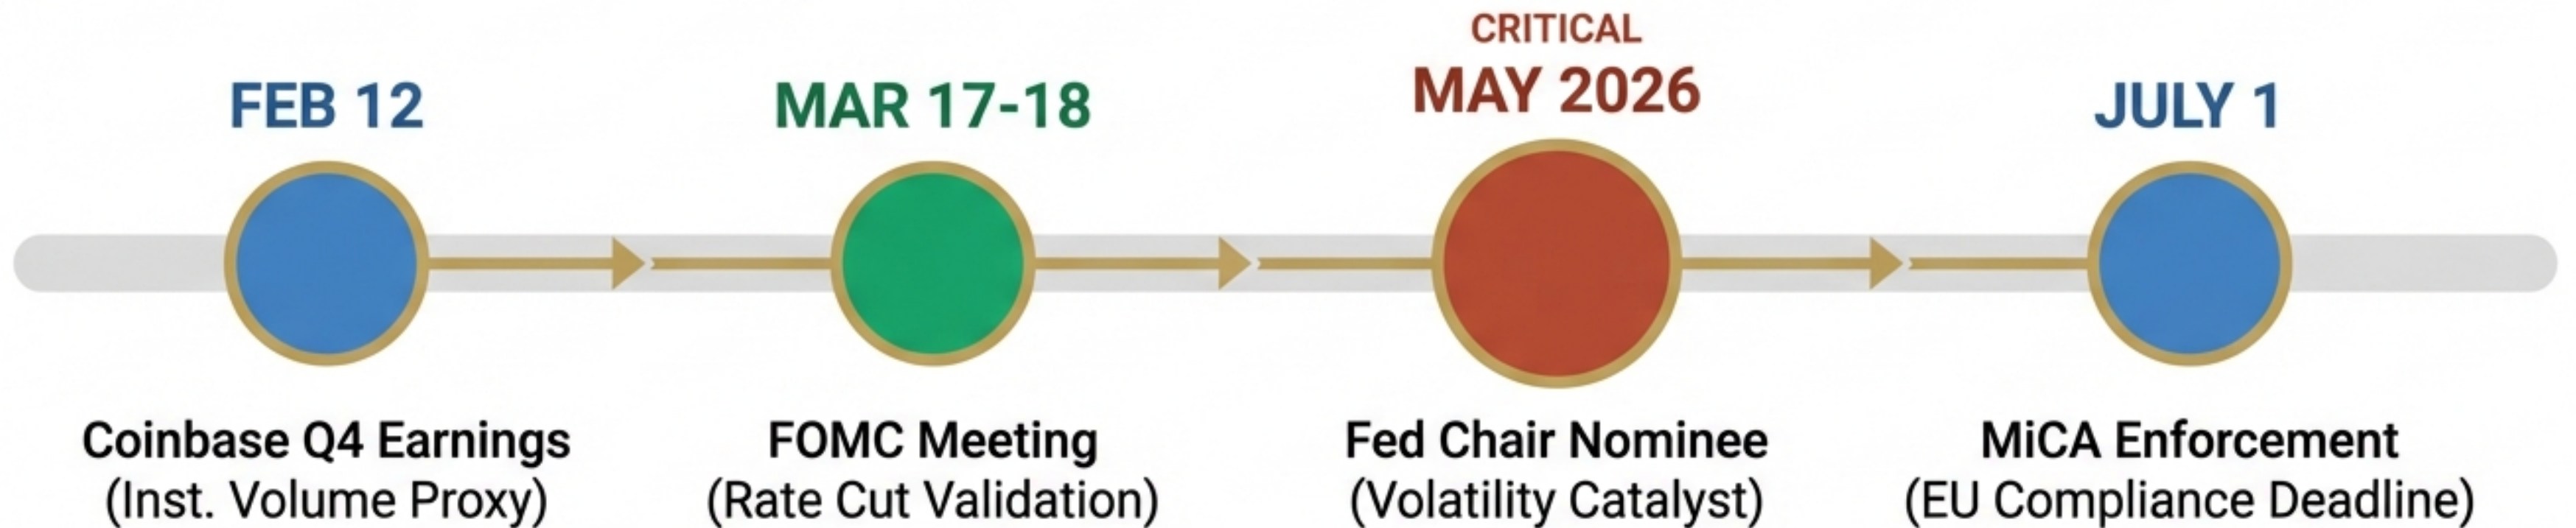 FEB 12
Coinbase Q4 Earnings
(Inst. Volume Proxy)
MAR 17-18
FOMC Meeting
(Rate Cut Validation)
CRITICAL
MAY 2026
Fed Chair Nominee
(Volatility Catalyst)
JULY 1
MiCA Enforcement
(EU Compliance Deadline)